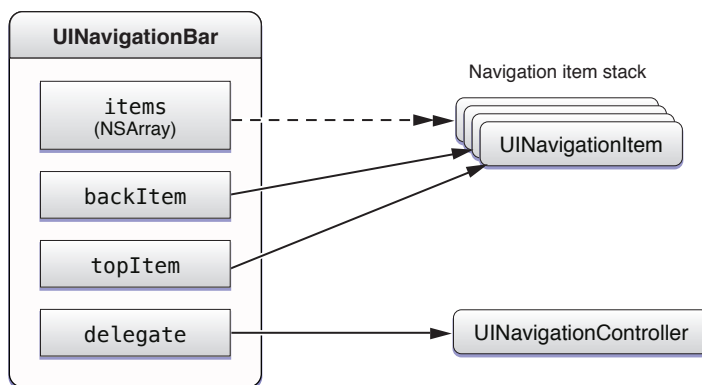 UINavigationBar
items
(NSArray)
backItem
topItem
delegate
Navigation item stack
UINavigationItem
UINavigationController